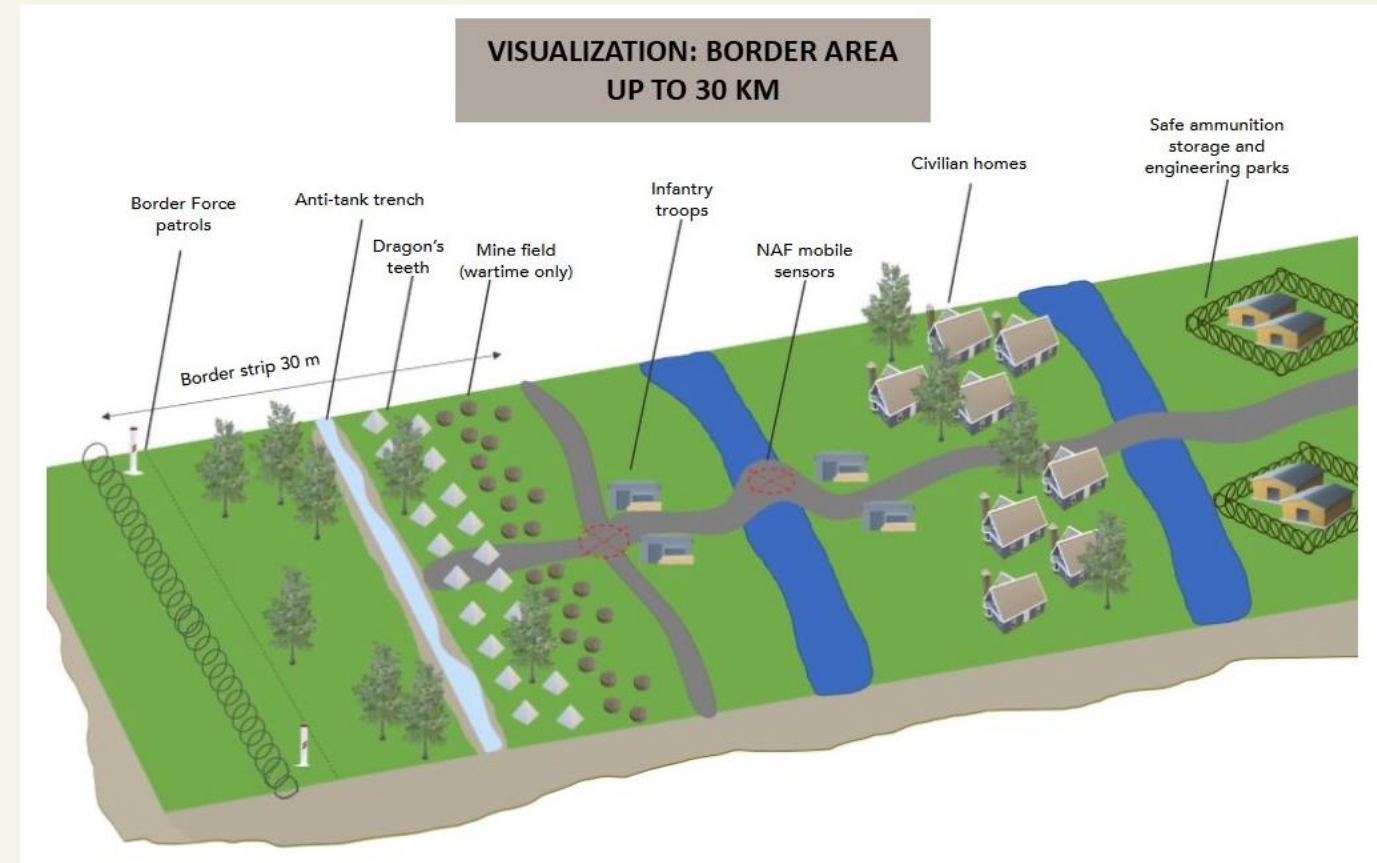 VISUALIZATION: BORDER AREA
UP TO 30 KM
Safe ammunition
storage and
engineering parks
Civilian homes
Infantry
troops
Border Force
patrols
Anti-tank trench
Dragon's
teeth
Mine field
(wartime only)
NAF mobile
sensors
Border strip 30 m